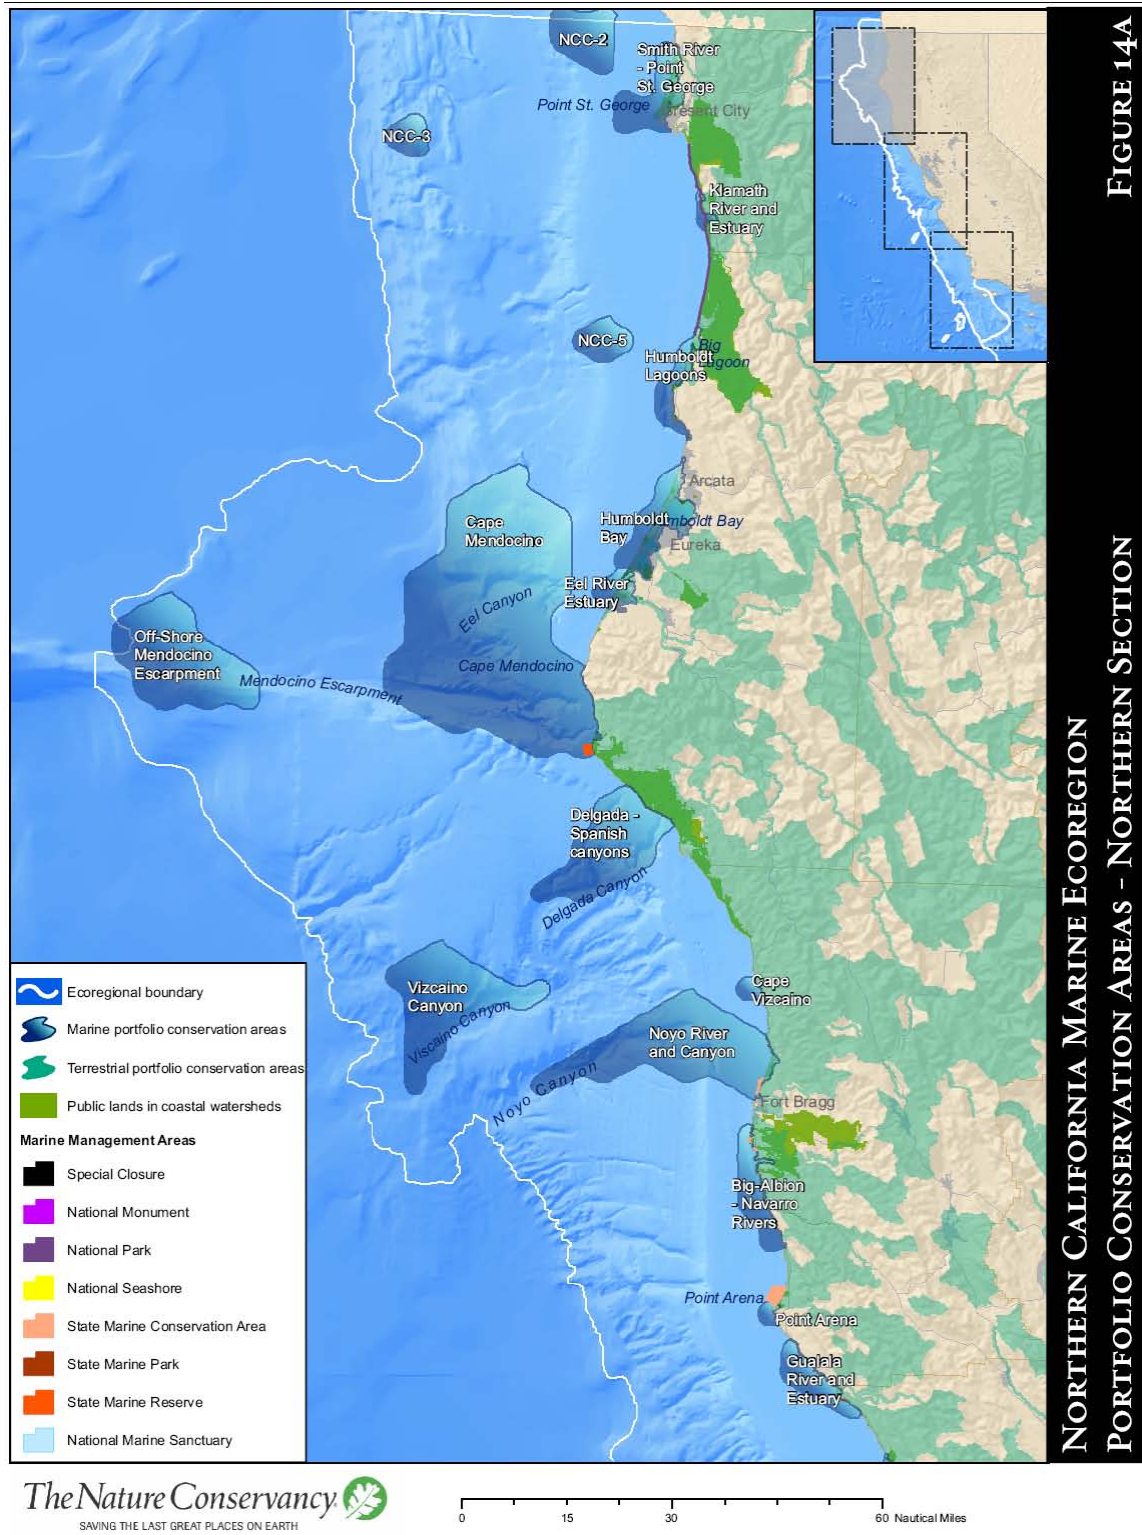 NCC-2
Smith River
- Point
St. George
Point St. George
NCC-3
Klamath
River and
Estuary
NCC-5
Big
Lagoon
Humboldt
Lagoons
Arcata
Cape
Mendocino
Humboldt
Bay
mboldt Bay
Eureka
Eel River
Estuary
Eel Canyon
Off-Shore
Mendocino
Escarpment
Cape Mendocino
Mendocino Escarpment
Delgada -
Spanish
canyons
Delgada Canyon
Cape
Vizcaino
Vizcaino
Canyon
Viscaino Canyon
Noyo River
and Canyon
Noyo Canyon
Fort Bragg
Big-Albion
- Navarro
Rivers
Point Arena
Point Arena
Gualala
River and
Estuary
Ecoregional boundary
Marine portfolio conservation areas
Terrestrial portfolio conservation areas
Public lands in coastal watersheds
Marine Management Areas
Special Closure
National Monument
National Park
National Seashore
State Marine Conservation Area
State Marine Park
State Marine Reserve
National Marine Sanctuary
Northern California Marine Ecoregion
Portfolio Conservation Areas - Northern Section
Figure 14a
The Nature Conservancy
SAVING THE LAST GREAT PLACES ON EARTH
0 15 30 60 Nautical Miles